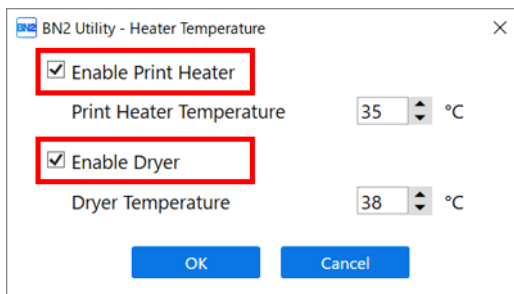 BN2 BN2 Utility - Heater Temperature
Enable Print Heater
Print Heater Temperature 35 °C
Enable Dryer
Dryer Temperature 38 °C
OK Cancel